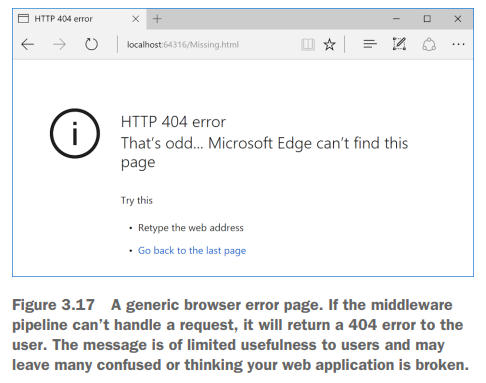 HTTP 404 error
localhost:64316/Missing.html
HTTP 404 error
That's odd... Microsoft Edge can't find this
page
Try this
• Retype the web address
• Go back to the last page
Figure 3.17 A generic browser error page. If the middleware
pipeline can't handle a request, it will return a 404 error to the
user. The message is of limited usefulness to users and may
leave many confused or thinking your web application is broken.